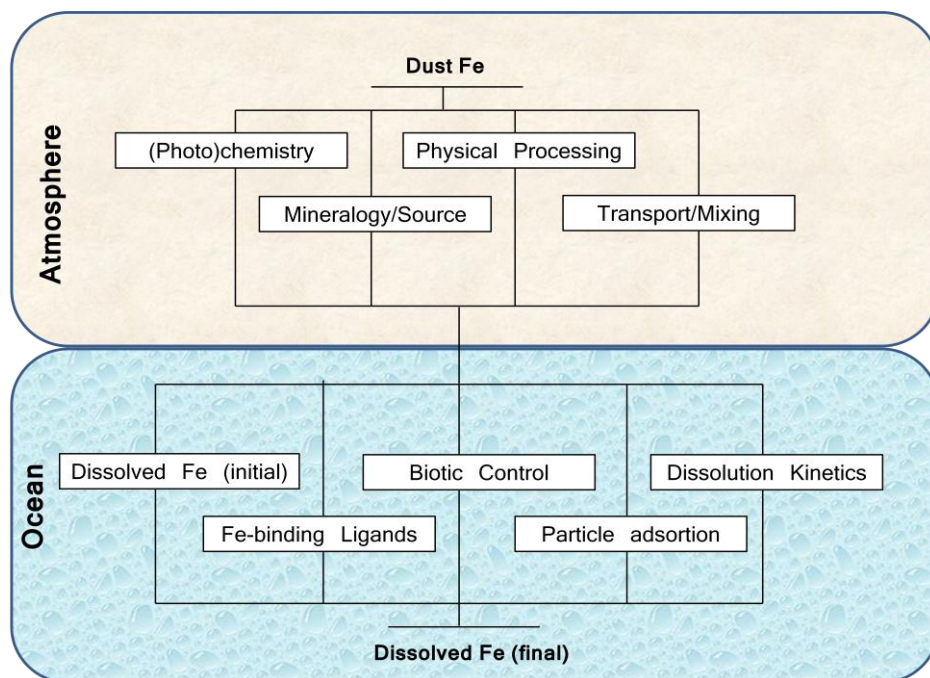 Atmosphere
Dust Fe
(Photo)chemistry
Physical Processing
Mineralogy/Source
Transport/Mixing
Ocean
Dissolved Fe (initial)
Biotic Control
Dissolution Kinetics
Fe-binding Ligands
Particle adsortion
Dissolved Fe (final)